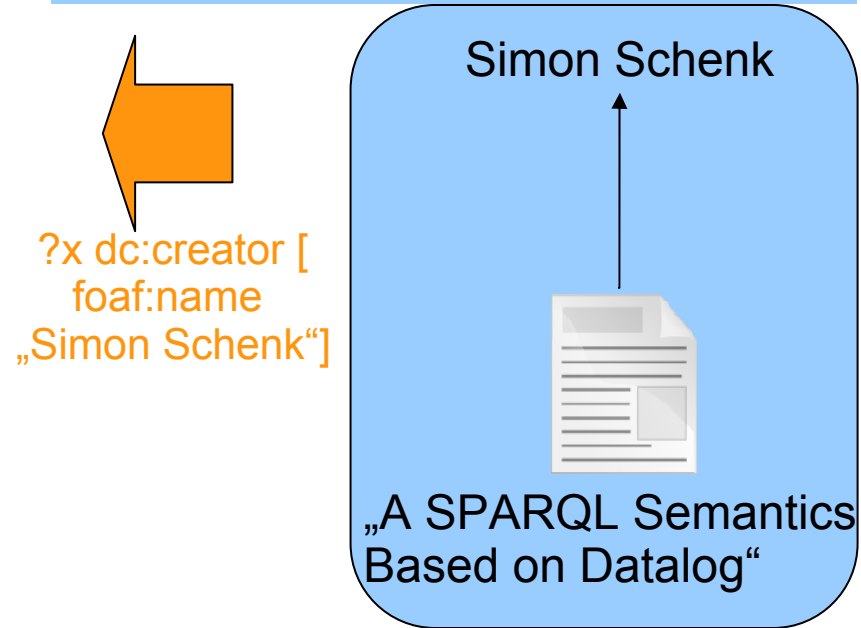 Simon Schenk
?x dc:creator [
foaf:name
„Simon Schenk“]
„A SPARQL Semantics
Based on Datalog“